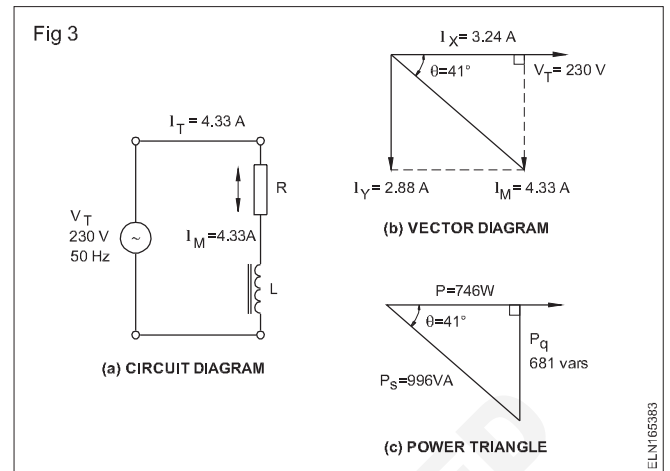 Fig 3
I_T = 4.33 A
R
V_T
230 V
50 Hz
~
I_M = 4.33A
L
(a) CIRCUIT DIAGRAM
I_X = 3.24 A
θ=41°
V_T = 230 V
I_Y = 2.88 A
I_M = 4.33 A
(b) VECTOR DIAGRAM
P=746W
θ=41°
P_q
681 vars
P_s=996VA
(c) POWER TRIANGLE
ELN165383